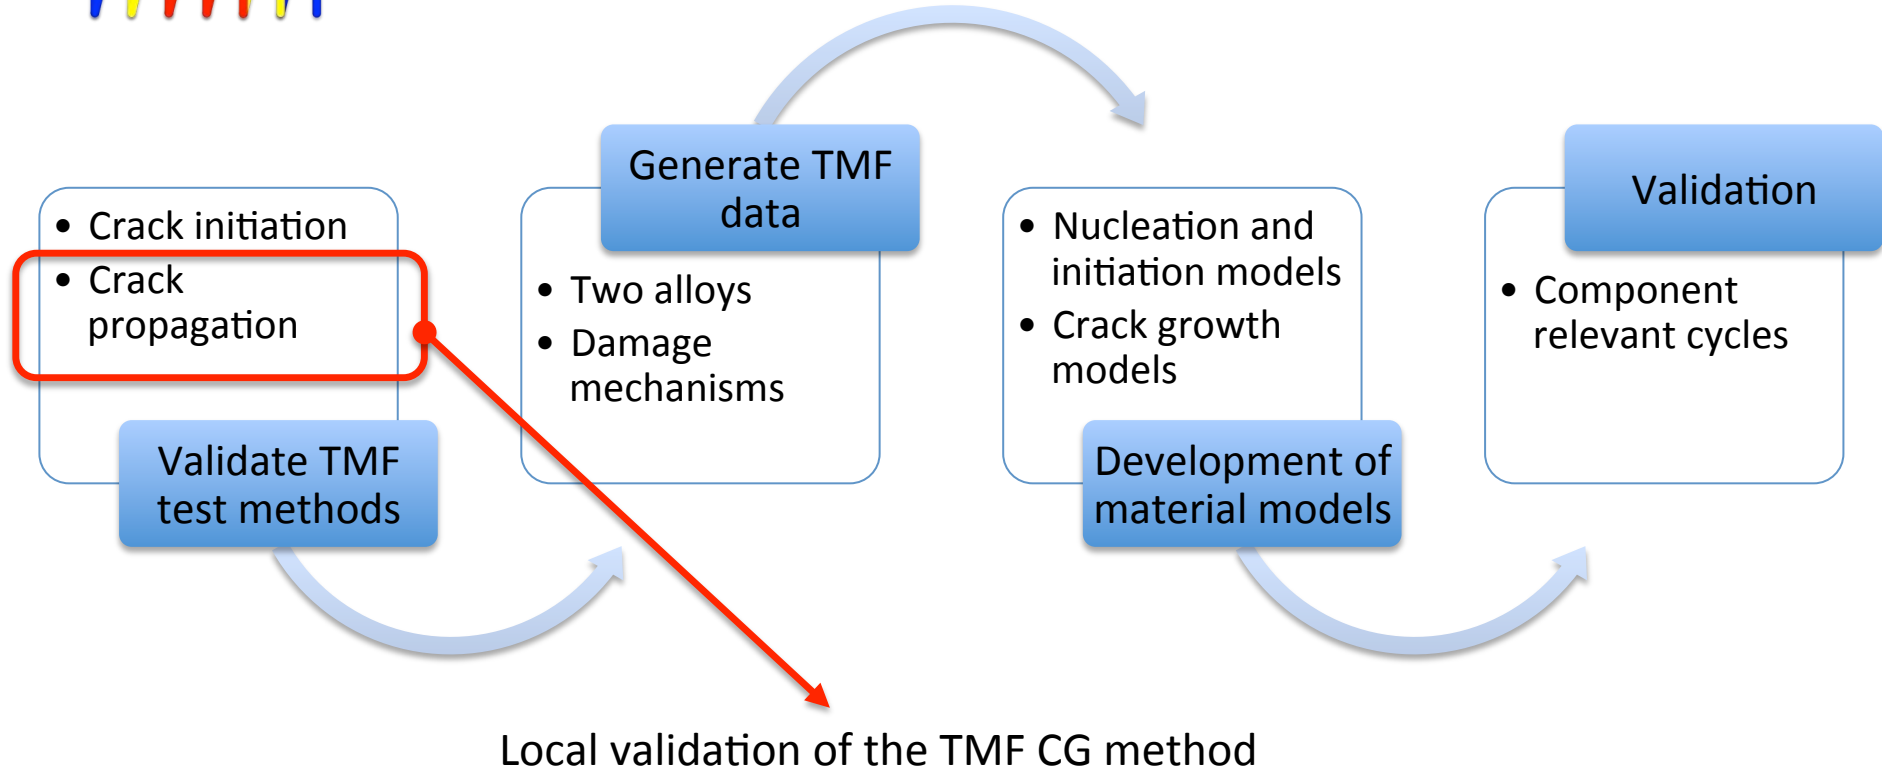 • Crack initiation
• Crack
propagation
Validate TMF
test methods
Generate TMF
data
• Two alloys
• Damage
mechanisms
• Nucleation and
initiation models
• Crack growth
models
Development of
material models
Validation
• Component
relevant cycles
Local validation of the TMF CG method